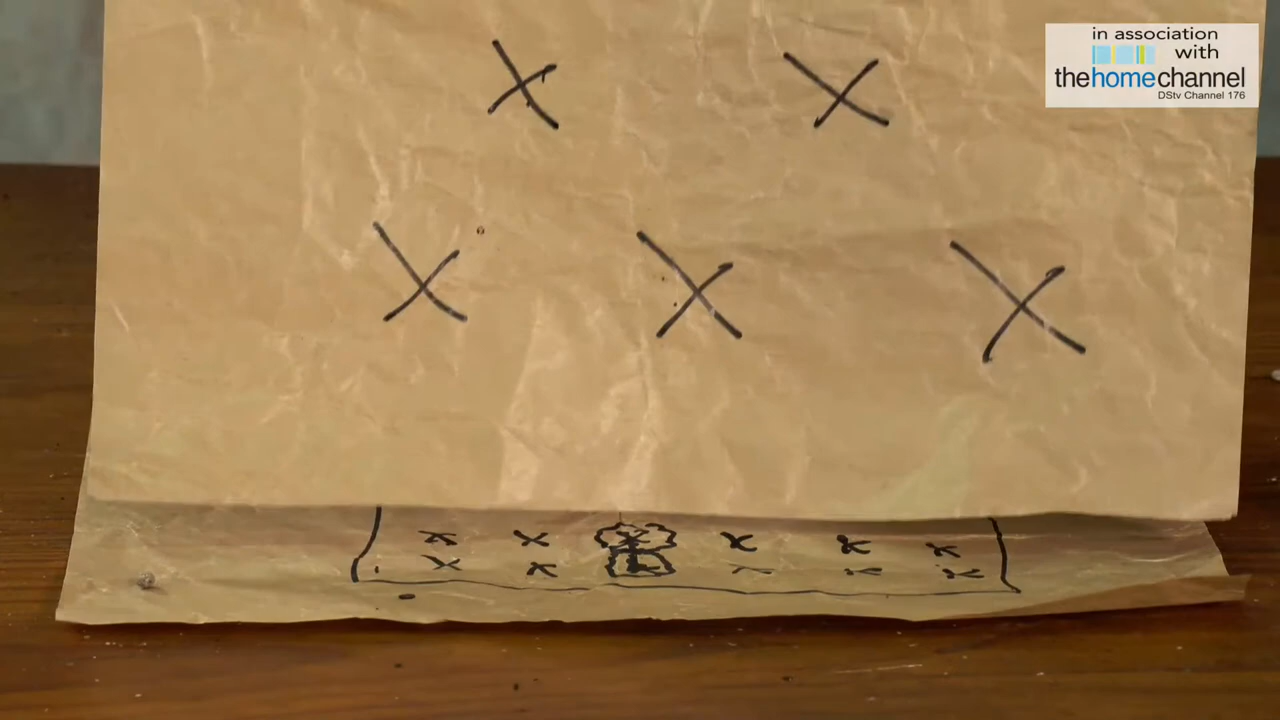 in association
with
thehomechannel
DStv Channel 176
X X
X X X
x x x x x x
x x x x x x